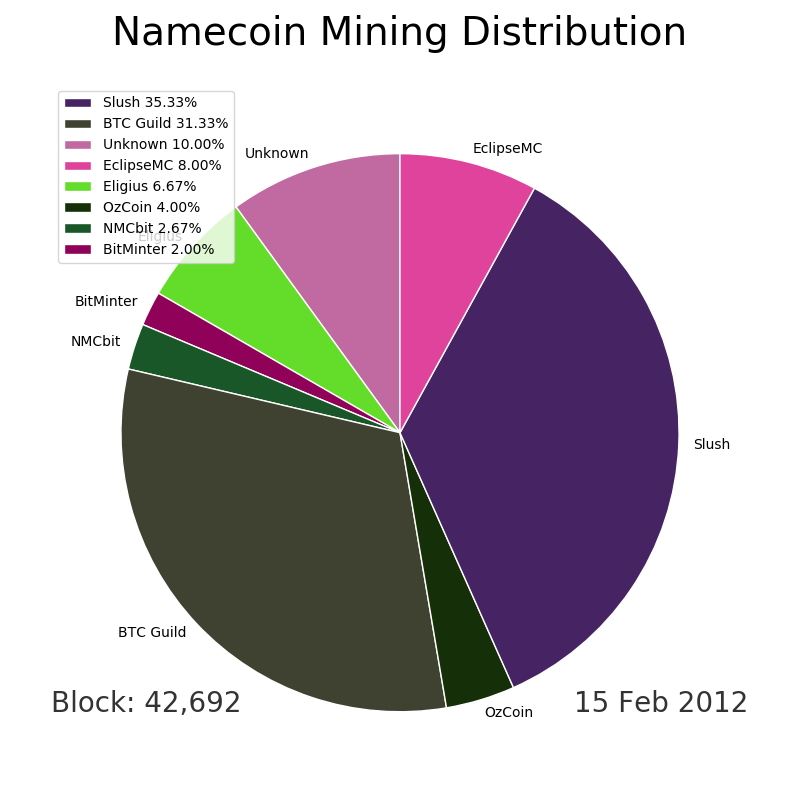 Namecoin Mining Distribution
Slush 35.33%
BTC Guild 31.33%
Unknown 10.00%
EclipseMC 8.00%
Eligius 6.67%
OzCoin 4.00%
NMCbit 2.67%
BitMinter 2.00%
Unknown
EclipseMC
Eligius
BitMinter
NMCbit
Slush
BTC Guild
OzCoin
Block: 42,692
15 Feb 2012